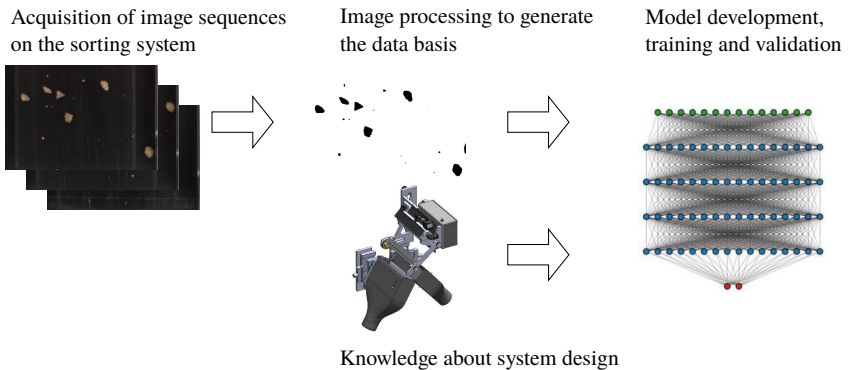 Acquisition of image sequences
on the sorting system
Image processing to generate
the data basis
Model development,
training and validation
Knowledge about system design